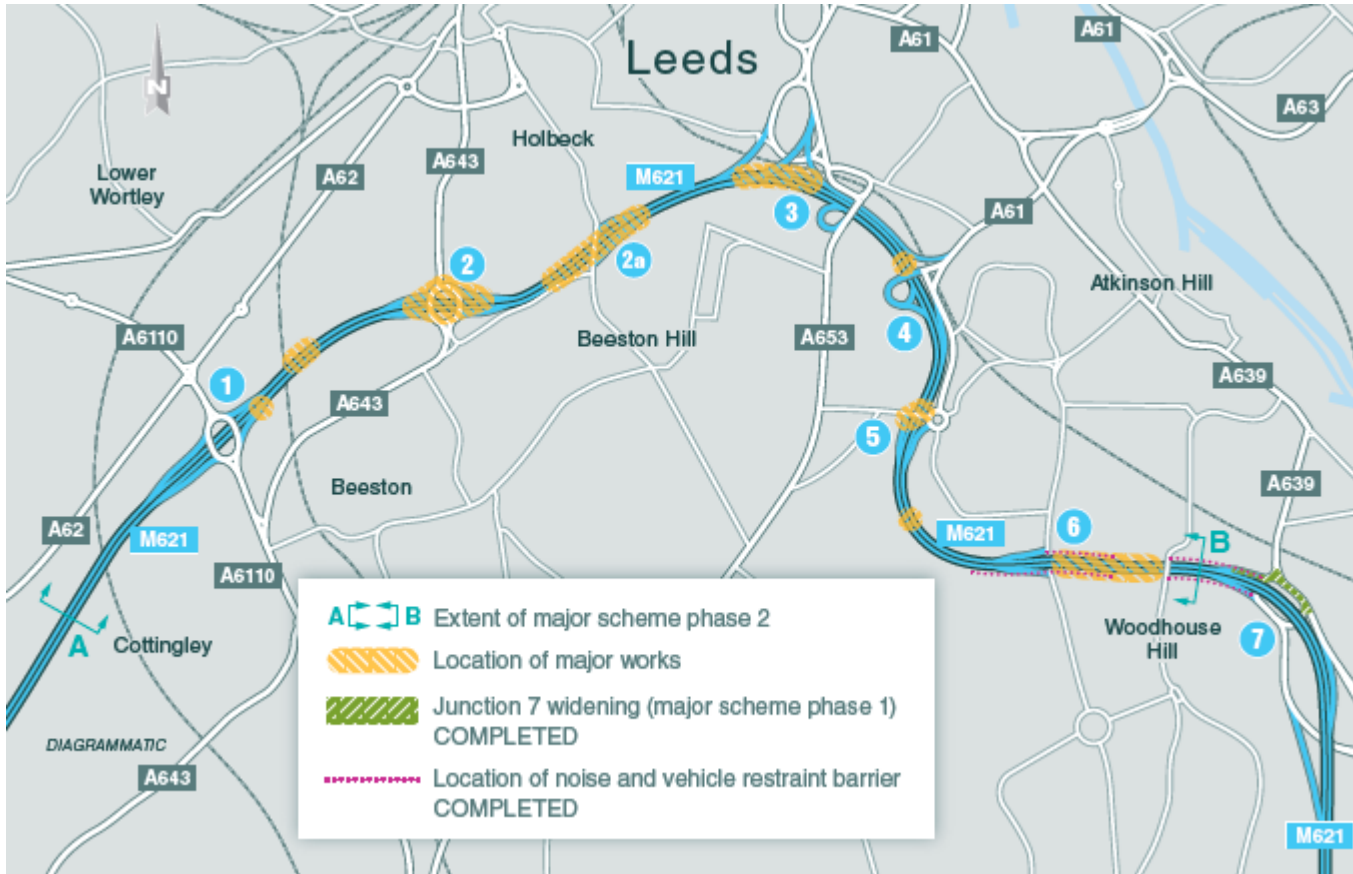 Leeds
A61
A61
A63
N
Holbeck
A643
Lower
Wortley
A62
M621
3
A61
2
2a
Atkinson Hill
A6110
Beeston Hill
A653
4
1
A639
A643
5
Beeston
A639
A62
M621
M621
6
B
A6110
A B Extent of major scheme phase 2
A
Cottingley
Woodhouse
Hill
7
Location of major works
Junction 7 widening (major scheme phase 1)
COMPLETED
DIAGRAMMATIC
A643
Location of noise and vehicle restraint barrier
COMPLETED
M621